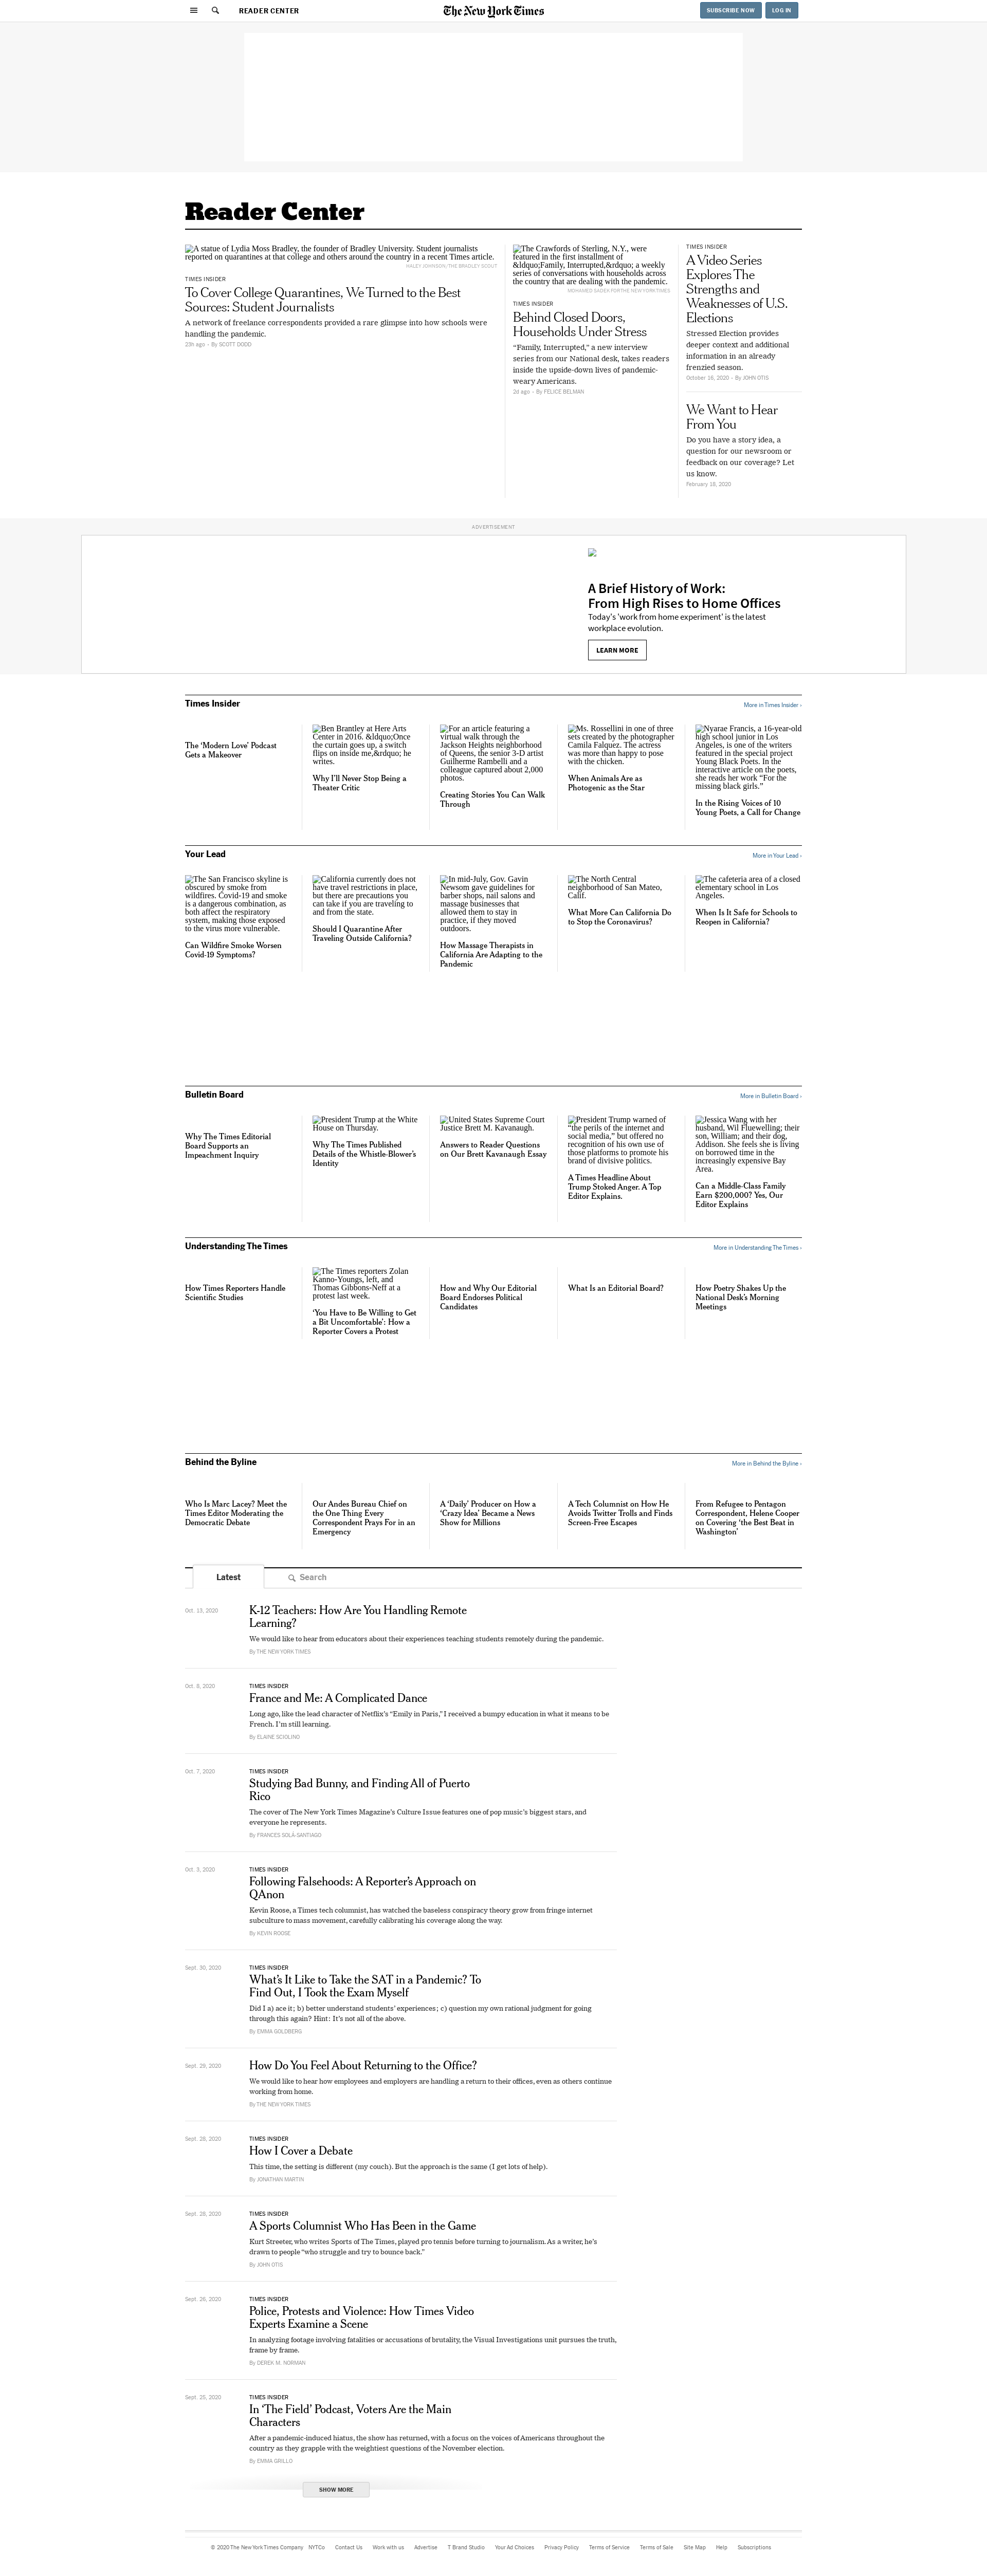 READER CENTER
The New York Times
SUBSCRIBE NOW
LOG IN
Reader Center
A statue of Lydia Moss Bradley, the founder of Bradley University. Student journalists
reported on quarantines at that college and others around the country in a recent Times article.
HALEY JOHNSON/THE BRADLEY SCOUT
TIMES INSIDER
To Cover College Quarantines, We Turned to the Best
Sources: Student Journalists
A network of freelance correspondents provided a rare glimpse into how schools were
handling the pandemic.
23h ago - By SCOTT DODD
The Crawfords of Sterling, N.Y., were
featured in the first installment of
&ldquo;Family, Interrupted,&rdquo; a weekly
series of conversations with households across
the country that are dealing with the pandemic.
MOHAMED SADEK FOR THE NEW YORK TIMES
TIMES INSIDER
Behind Closed Doors,
Households Under Stress
“Family, Interrupted,” a new interview
series from our National desk, takes readers
inside the upside-down lives of pandemic-
weary Americans.
2d ago - By FELICE BELMAN
TIMES INSIDER
A Video Series
Explores The
Strengths and
Weaknesses of U.S.
Elections
Stressed Election provides
deeper context and additional
information in an already
frenzied season.
October 16, 2020 - By JOHN OTIS
We Want to Hear
From You
Do you have a story idea, a
question for our newsroom or
feedback on our coverage? Let
us know.
February 18, 2020
ADVERTISEMENT
A Brief History of Work:
From High Rises to Home Offices
Today's 'work from home experiment' is the latest
workplace evolution.
LEARN MORE
Times Insider
More in Times Insider ›
The ‘Modern Love’ Podcast
Gets a Makeover
Ben Brantley at Here Arts
Center in 2016. &ldquo;Once
the curtain goes up, a switch
flips on inside me,&rdquo; he
writes.
Why I’ll Never Stop Being a
Theater Critic
For an article featuring a
virtual walk through the
Jackson Heights neighborhood
of Queens, the senior 3-D artist
Guilherme Rambelli and a
colleague captured about 2,000
photos.
Creating Stories You Can Walk
Through
Ms. Rossellini in one of three
sets created by the photographer
Camila Falquez. The actress
was more than happy to pose
with the chicken.
When Animals Are as
Photogenic as the Star
Nyarae Francis, a 16-year-old
high school junior in Los
Angeles, is one of the writers
featured in the special project
Young Black Poets. In the
interactive article on the poets,
she reads her work “For the
missing black girls.”
In the Rising Voices of 10
Young Poets, a Call for Change
Your Lead
More in Your Lead ›
The San Francisco skyline is
obscured by smoke from
wildfires. Covid-19 and smoke
is a dangerous combination, as
both affect the respiratory
system, making those exposed
to the virus more vulnerable.
Can Wildfire Smoke Worsen
Covid-19 Symptoms?
California currently does not
have travel restrictions in place,
but there are precautions you
can take if you are traveling to
and from the state.
Should I Quarantine After
Traveling Outside California?
In mid-July, Gov. Gavin
Newsom gave guidelines for
barber shops, nail salons and
massage businesses that
allowed them to stay in
practice, if they moved
outdoors.
How Massage Therapists in
California Are Adapting to the
Pandemic
The North Central
neighborhood of San Mateo,
Calif.
What More Can California Do
to Stop the Coronavirus?
The cafeteria area of a closed
elementary school in Los
Angeles.
When Is It Safe for Schools to
Reopen in California?
Bulletin Board
More in Bulletin Board ›
Why The Times Editorial
Board Supports an
Impeachment Inquiry
President Trump at the White
House on Thursday.
Why The Times Published
Details of the Whistle-Blower’s
Identity
United States Supreme Court
Justice Brett M. Kavanaugh.
Answers to Reader Questions
on Our Brett Kavanaugh Essay
President Trump warned of
“the perils of the internet and
social media,” but offered no
recognition of his own use of
those platforms to promote his
brand of divisive politics.
A Times Headline About
Trump Stoked Anger. A Top
Editor Explains.
Jessica Wang with her
husband, Wil Fluewelling; their
son, William; and their dog,
Addison. She feels she is living
on borrowed time in the
increasingly expensive Bay
Area.
Can a Middle-Class Family
Earn $200,000? Yes, Our
Editor Explains
Understanding The Times
More in Understanding The Times ›
How Times Reporters Handle
Scientific Studies
The Times reporters Zolan
Kanno-Youngs, left, and
Thomas Gibbons-Neff at a
protest last week.
‘You Have to Be Willing to Get
a Bit Uncomfortable’: How a
Reporter Covers a Protest
How and Why Our Editorial
Board Endorses Political
Candidates
What Is an Editorial Board?
How Poetry Shakes Up the
National Desk’s Morning
Meetings
Behind the Byline
More in Behind the Byline ›
Who Is Marc Lacey? Meet the
Times Editor Moderating the
Democratic Debate
Our Andes Bureau Chief on
the One Thing Every
Correspondent Prays For in an
Emergency
A ‘Daily’ Producer on How a
‘Crazy Idea’ Became a News
Show for Millions
A Tech Columnist on How He
Avoids Twitter Trolls and Finds
Screen-Free Escapes
From Refugee to Pentagon
Correspondent, Helene Cooper
on Covering ‘the Best Beat in
Washington’
Latest
Search
Oct. 13, 2020
K-12 Teachers: How Are You Handling Remote
Learning?
We would like to hear from educators about their experiences teaching students remotely during the pandemic.
By THE NEW YORK TIMES
Oct. 8, 2020
TIMES INSIDER
France and Me: A Complicated Dance
Long ago, like the lead character of Netflix’s “Emily in Paris,” I received a bumpy education in what it means to be
French. I’m still learning.
By ELAINE SCIOLINO
Oct. 7, 2020
TIMES INSIDER
Studying Bad Bunny, and Finding All of Puerto
Rico
The cover of The New York Times Magazine’s Culture Issue features one of pop music’s biggest stars, and
everyone he represents.
By FRANCES SOLÁ-SANTIAGO
Oct. 3, 2020
TIMES INSIDER
Following Falsehoods: A Reporter’s Approach on
QAnon
Kevin Roose, a Times tech columnist, has watched the baseless conspiracy theory grow from fringe internet
subculture to mass movement, carefully calibrating his coverage along the way.
By KEVIN ROOSE
Sept. 30, 2020
TIMES INSIDER
What’s It Like to Take the SAT in a Pandemic? To
Find Out, I Took the Exam Myself
Did I a) ace it; b) better understand students’ experiences; c) question my own rational judgment for going
through this again? Hint: It’s not all of the above.
By EMMA GOLDBERG
Sept. 29, 2020
How Do You Feel About Returning to the Office?
We would like to hear how employees and employers are handling a return to their offices, even as others continue
working from home.
By THE NEW YORK TIMES
Sept. 28, 2020
TIMES INSIDER
How I Cover a Debate
This time, the setting is different (my couch). But the approach is the same (I get lots of help).
By JONATHAN MARTIN
Sept. 28, 2020
TIMES INSIDER
A Sports Columnist Who Has Been in the Game
Kurt Streeter, who writes Sports of The Times, played pro tennis before turning to journalism. As a writer, he’s
drawn to people “who struggle and try to bounce back.”
By JOHN OTIS
Sept. 26, 2020
TIMES INSIDER
Police, Protests and Violence: How Times Video
Experts Examine a Scene
In analyzing footage involving fatalities or accusations of brutality, the Visual Investigations unit pursues the truth,
frame by frame.
By DEREK M. NORMAN
Sept. 25, 2020
TIMES INSIDER
In ‘The Field’ Podcast, Voters Are the Main
Characters
After a pandemic-induced hiatus, the show has returned, with a focus on the voices of Americans throughout the
country as they grapple with the weightiest questions of the November election.
By EMMA GRILLO
SHOW MORE
© 2020 The New York Times Company NYTCo Contact Us Work with us Advertise T Brand Studio Your Ad Choices Privacy Policy Terms of Service Terms of Sale Site Map Help Subscriptions